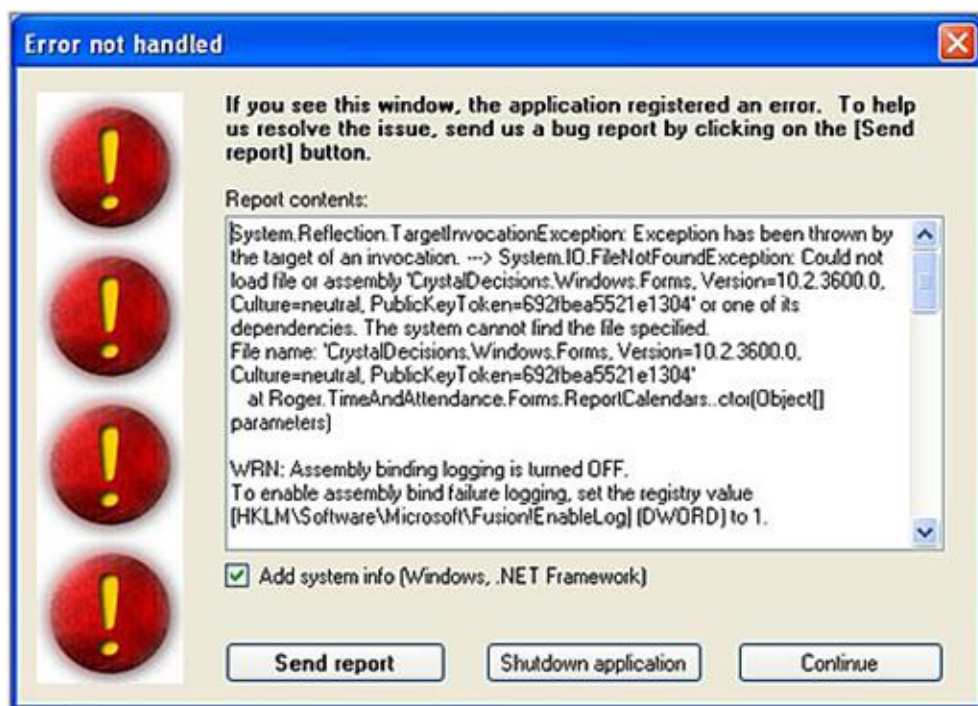 Error not handled
If you see this window, the application registered an error. To help
us resolve the issue, send us a bug report by clicking on the [Send
report] button.
Report contents:
System.Reflection.TargetInvocationException: Exception has been thrown by
the target of an invocation. ---> System.IO.FileNotFoundException: Could not
load file or assembly 'CrystalDecisions.Windows.Forms, Version=10.2.3600.0,
Culture=neutral, PublicKeyToken=692fbea5521e1304' or one of its
dependencies. The system cannot find the file specified.
File name: 'CrystalDecisions.Windows.Forms, Version=10.2.3600.0,
Culture=neutral, PublicKeyToken=692fbea5521e1304'
at Roger.TimeAndAttendance.Forms.ReportCalendars..ctor(Object[]
parameters)
WRN: Assembly binding logging is turned OFF.
To enable assembly bind failure logging, set the registry value
[HKLM\Software\Microsoft\Fusion!EnableLog] (DWORD) to 1.
Add system info (Windows, .NET Framework)
Send report
Shutdown application
Continue